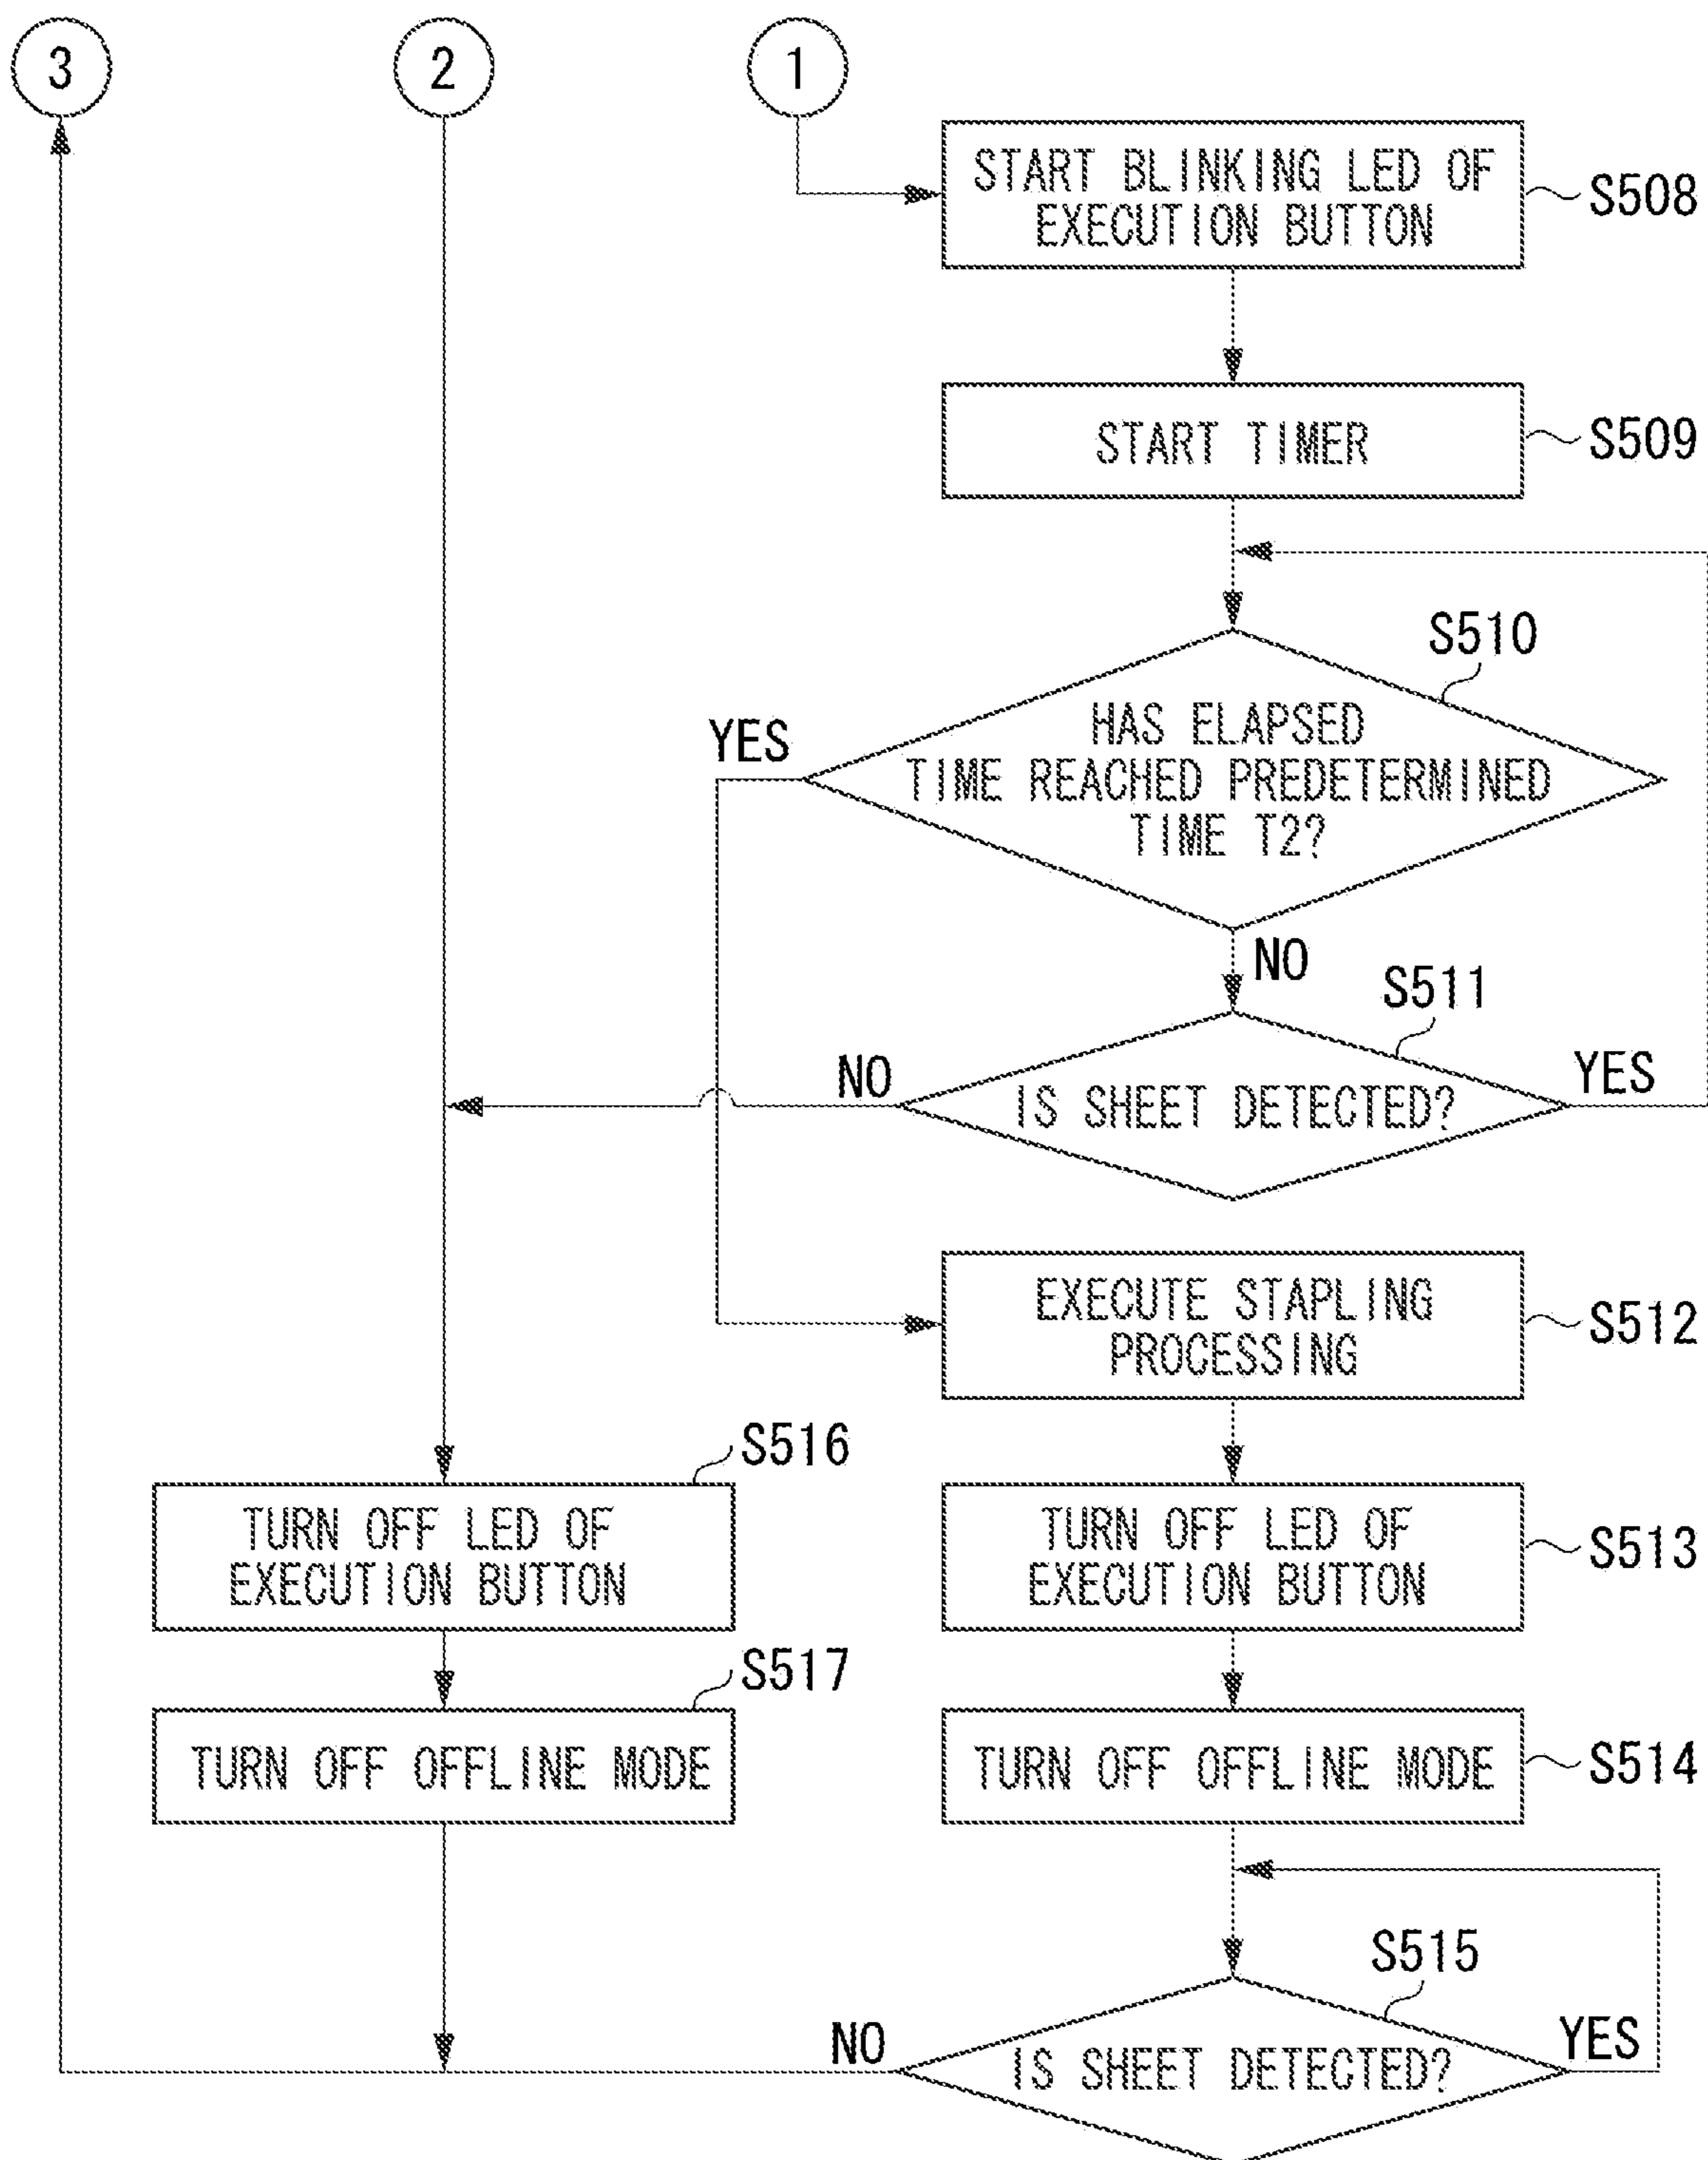 3
2
1
START BLINKING LED OF
EXECUTION BUTTON
S508
START TIMER
S509
S510
HAS ELAPSED
TIME REACHED PREDETERMINED
TIME T2?
YES
NO
S511
IS SHEET DETECTED?
NO
YES
EXECUTE STAPLING
PROCESSING
S512
S516
TURN OFF LED OF
EXECUTION BUTTON
TURN OFF LED OF
EXECUTION BUTTON
S513
S517
TURN OFF OFFLINE MODE
TURN OFF OFFLINE MODE
S514
S515
NO
IS SHEET DETECTED?
YES